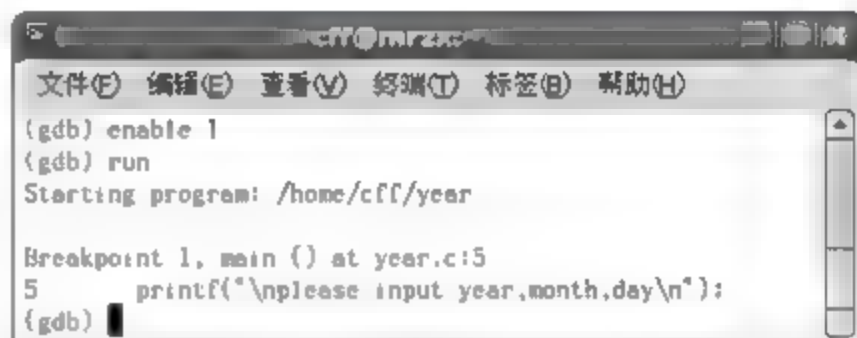 文件(F) 编辑(E) 查看(V) 终端(T) 标签(B) 帮助(H)
(gdb) enable 1
(gdb) run
Starting program: /home/cff/year
Breakpoint 1, main () at year.c:5
5 printf("\nplease input year,month,day\n");
(gdb)